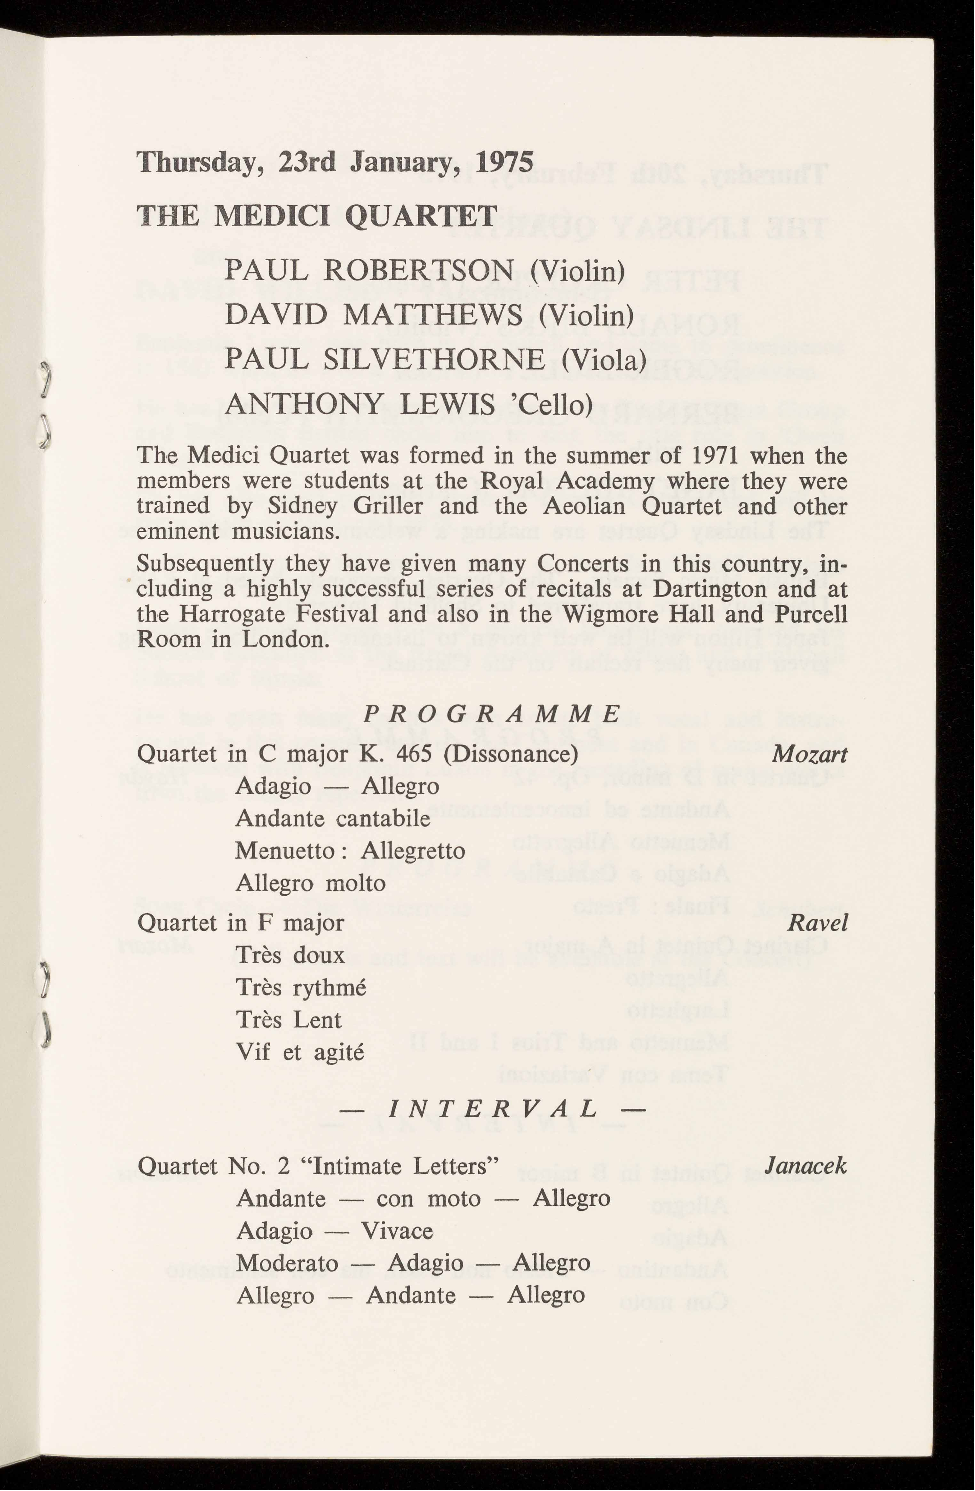 Thursday, 23rd January, 1975
THE MEDICI QUARTET
PAUL ROBERTSON (Violin)
DAVID MATTHEWS (Violin)
PAUL SILVETHORNE (Viola)
ANTHONY LEWIS ’Cello)
The Medici Quartet was formed in the summer of 1971 when the
members were students at the Royal Academy where they were
trained by Sidney Griller and the Aeolian Quartet and other
eminent musicians.
Subsequently they have given many Concerts in this country, in-
cluding a highly successful series of recitals at Dartington and at
the Harrogate Festival and also in the Wigmore Hall and Purcell
Room in London.
PROGRAMME
Quartet in C major K. 465 (Dissonance) Mozart
Adagio — Allegro
Andante cantabile
Menuetto : Allegretto
Allegro molto
Quartet in F major Ravel
Très doux
Très rythmé
Très Lent
Vif et agité
— INTERVAL —
Quartet No. 2 “Intimate Letters” Janacek
Andante — con moto — Allegro
Adagio — Vivace
Moderato — Adagio — Allegro
Allegro — Andante — Allegro